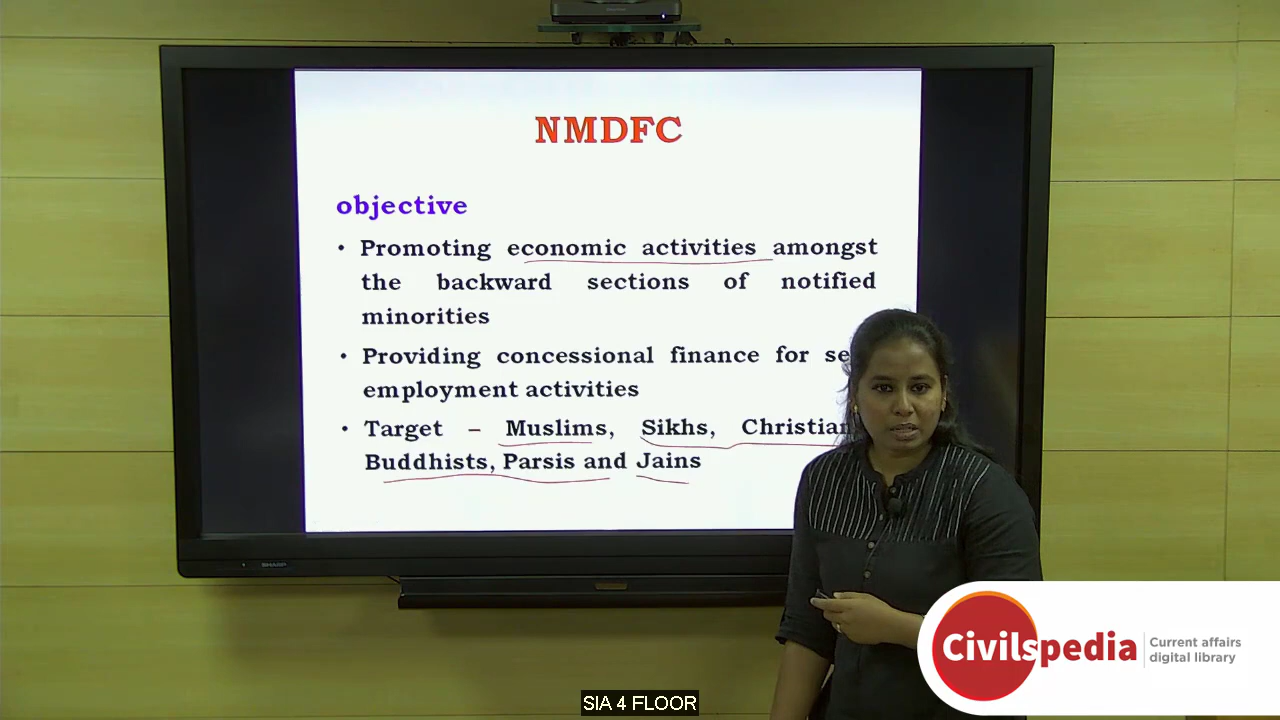 NMDFC
objective
• Promoting economic activities amongst
the backward sections of notified
minorities
• Providing concessional finance for
employment activities
• Target – Muslims, Sikhs, Christian
Buddhists, Parsis and Jains
SHARP
Civilspedia
Current affairs
digital library
SIA 4 FLOOR